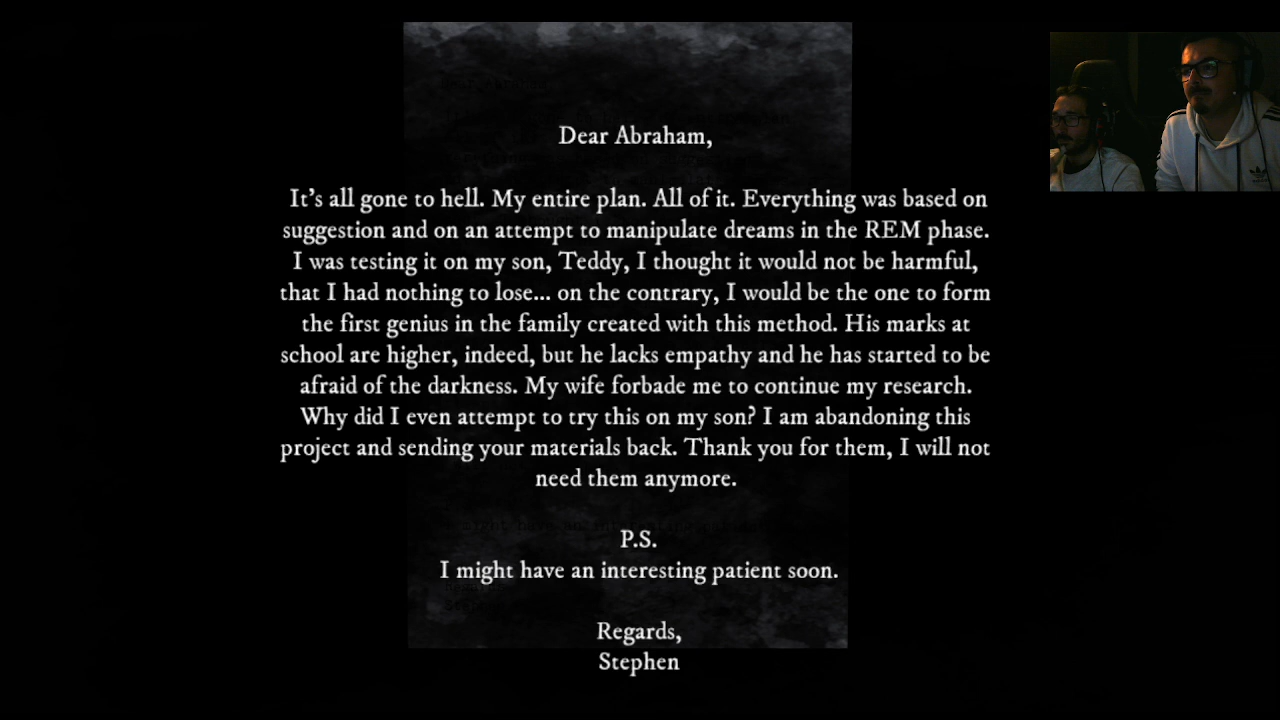 Dear Abraham,
It's all gone to hell. My entire plan. All of it. Everything was based on
suggestion and on an attempt to manipulate dreams in the REM phase.
I was testing it on my son, Teddy, I thought it would not be harmful,
that I had nothing to lose... on the contrary, I would be the one to form
the first genius in the family created with this method. His marks at
school are higher, indeed, but he lacks empathy and he has started to be
afraid of the darkness. My wife forbade me to continue my research.
Why did I even attempt to try this on my son? I am abandoning this
project and sending your materials back. Thank you for them, I will not
need them anymore.
P.S.
I might have an interesting patient soon.
Regards,
Stephen